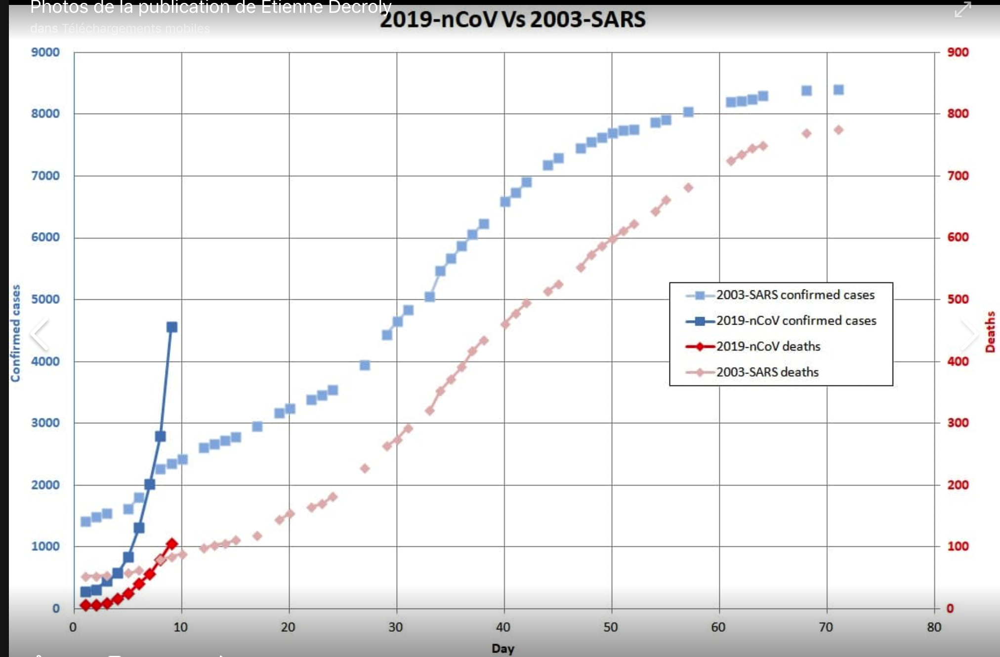 Photos de la publication de Etienne Decroly
dans Téléchargements mobiles
2019-nCoV Vs 2003-SARS
9000
8000
7000
6000
5000
4000
3000
2000
1000
0
Confirmed cases
900
800
700
600
500
400
300
200
100
0
Deaths
2003-SARS confirmed cases
2019-nCoV confirmed cases
2019-nCoV deaths
2003-SARS deaths
0 10 20 30 40 50 60 70 80
Day